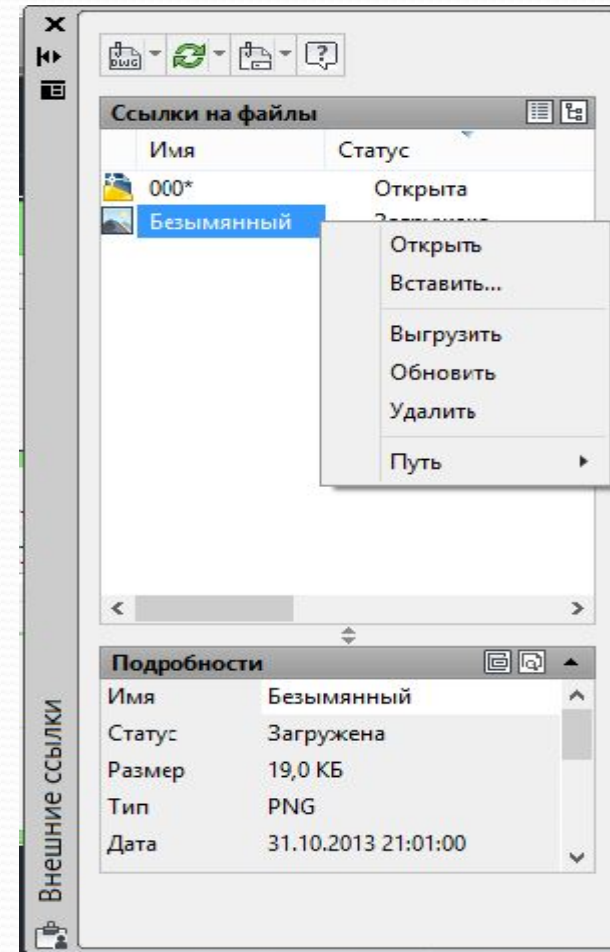 DWG
Ссылки на файлы
Имя Статус
000* Открыта
Безымянный
Открыть
Вставить...
Выгрузить
Обновить
Удалить
Путь
Подробности
Имя Безымянный
Статус Загружена
Размер 19,0 КБ
Тип PNG
Дата 31.10.2013 21:01:00
Внешние ссылки